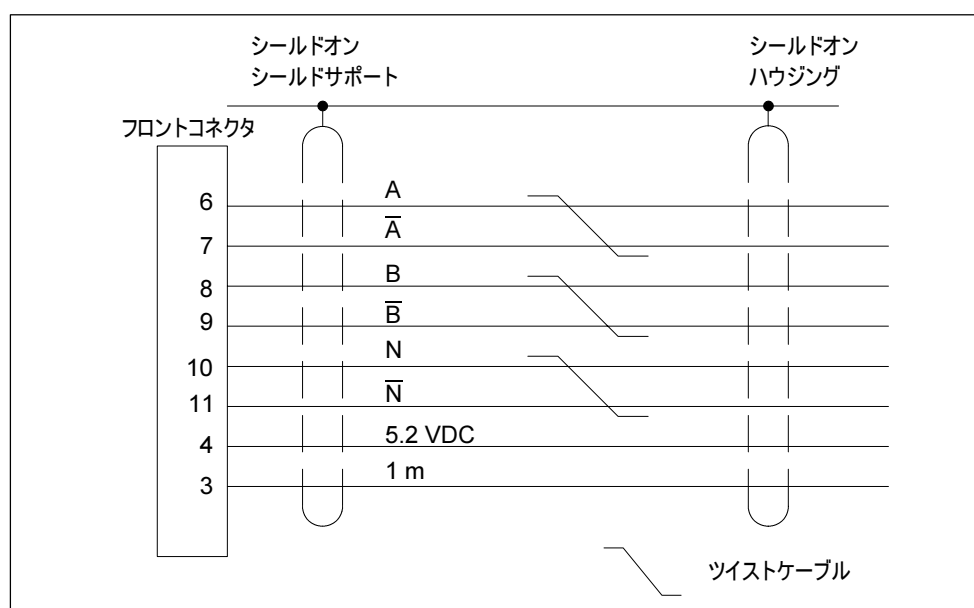 シールドオン
シールドサポート
シールドオン
ハウジング
フロントコネクタ
6
A
7
A̅
8
B
9
B̅
10
N
11
N̅
4
5.2 VDC
3
1 m
ツイストケーブル